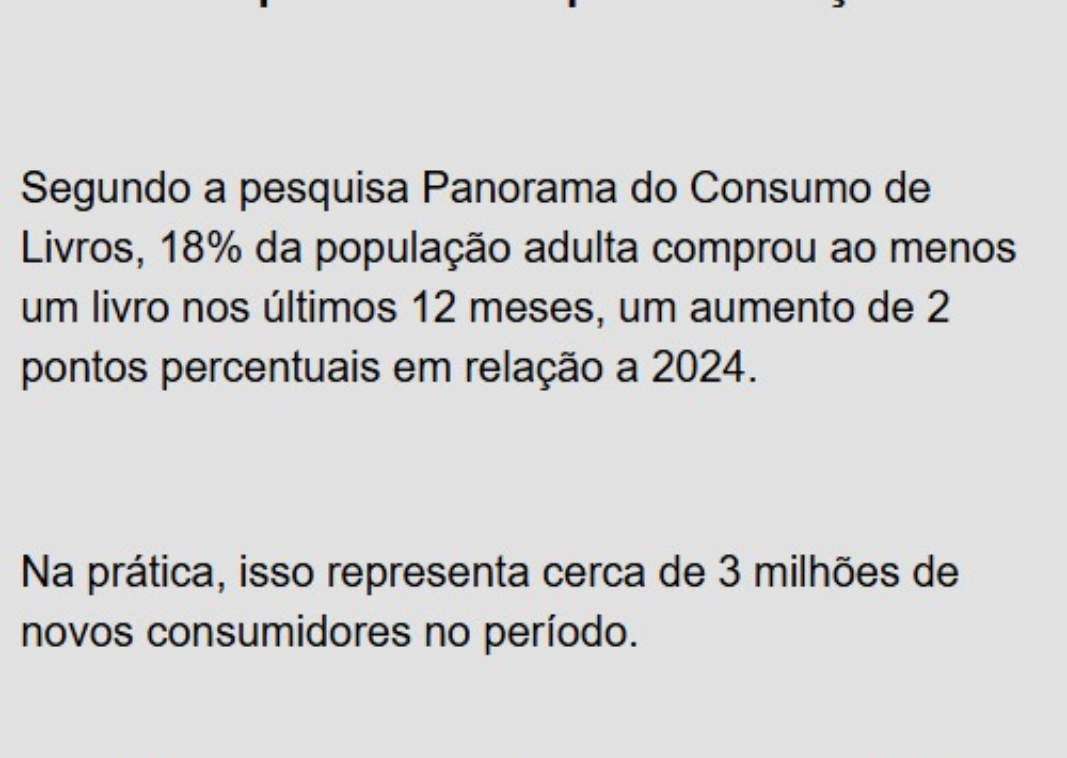 Segundo a pesquisa Panorama do Consumo de
Livros, 18% da população adulta comprou ao menos
um livro nos últimos 12 meses, um aumento de 2
pontos percentuais em relação a 2024.
Na prática, isso representa cerca de 3 milhões de
novos consumidores no período.